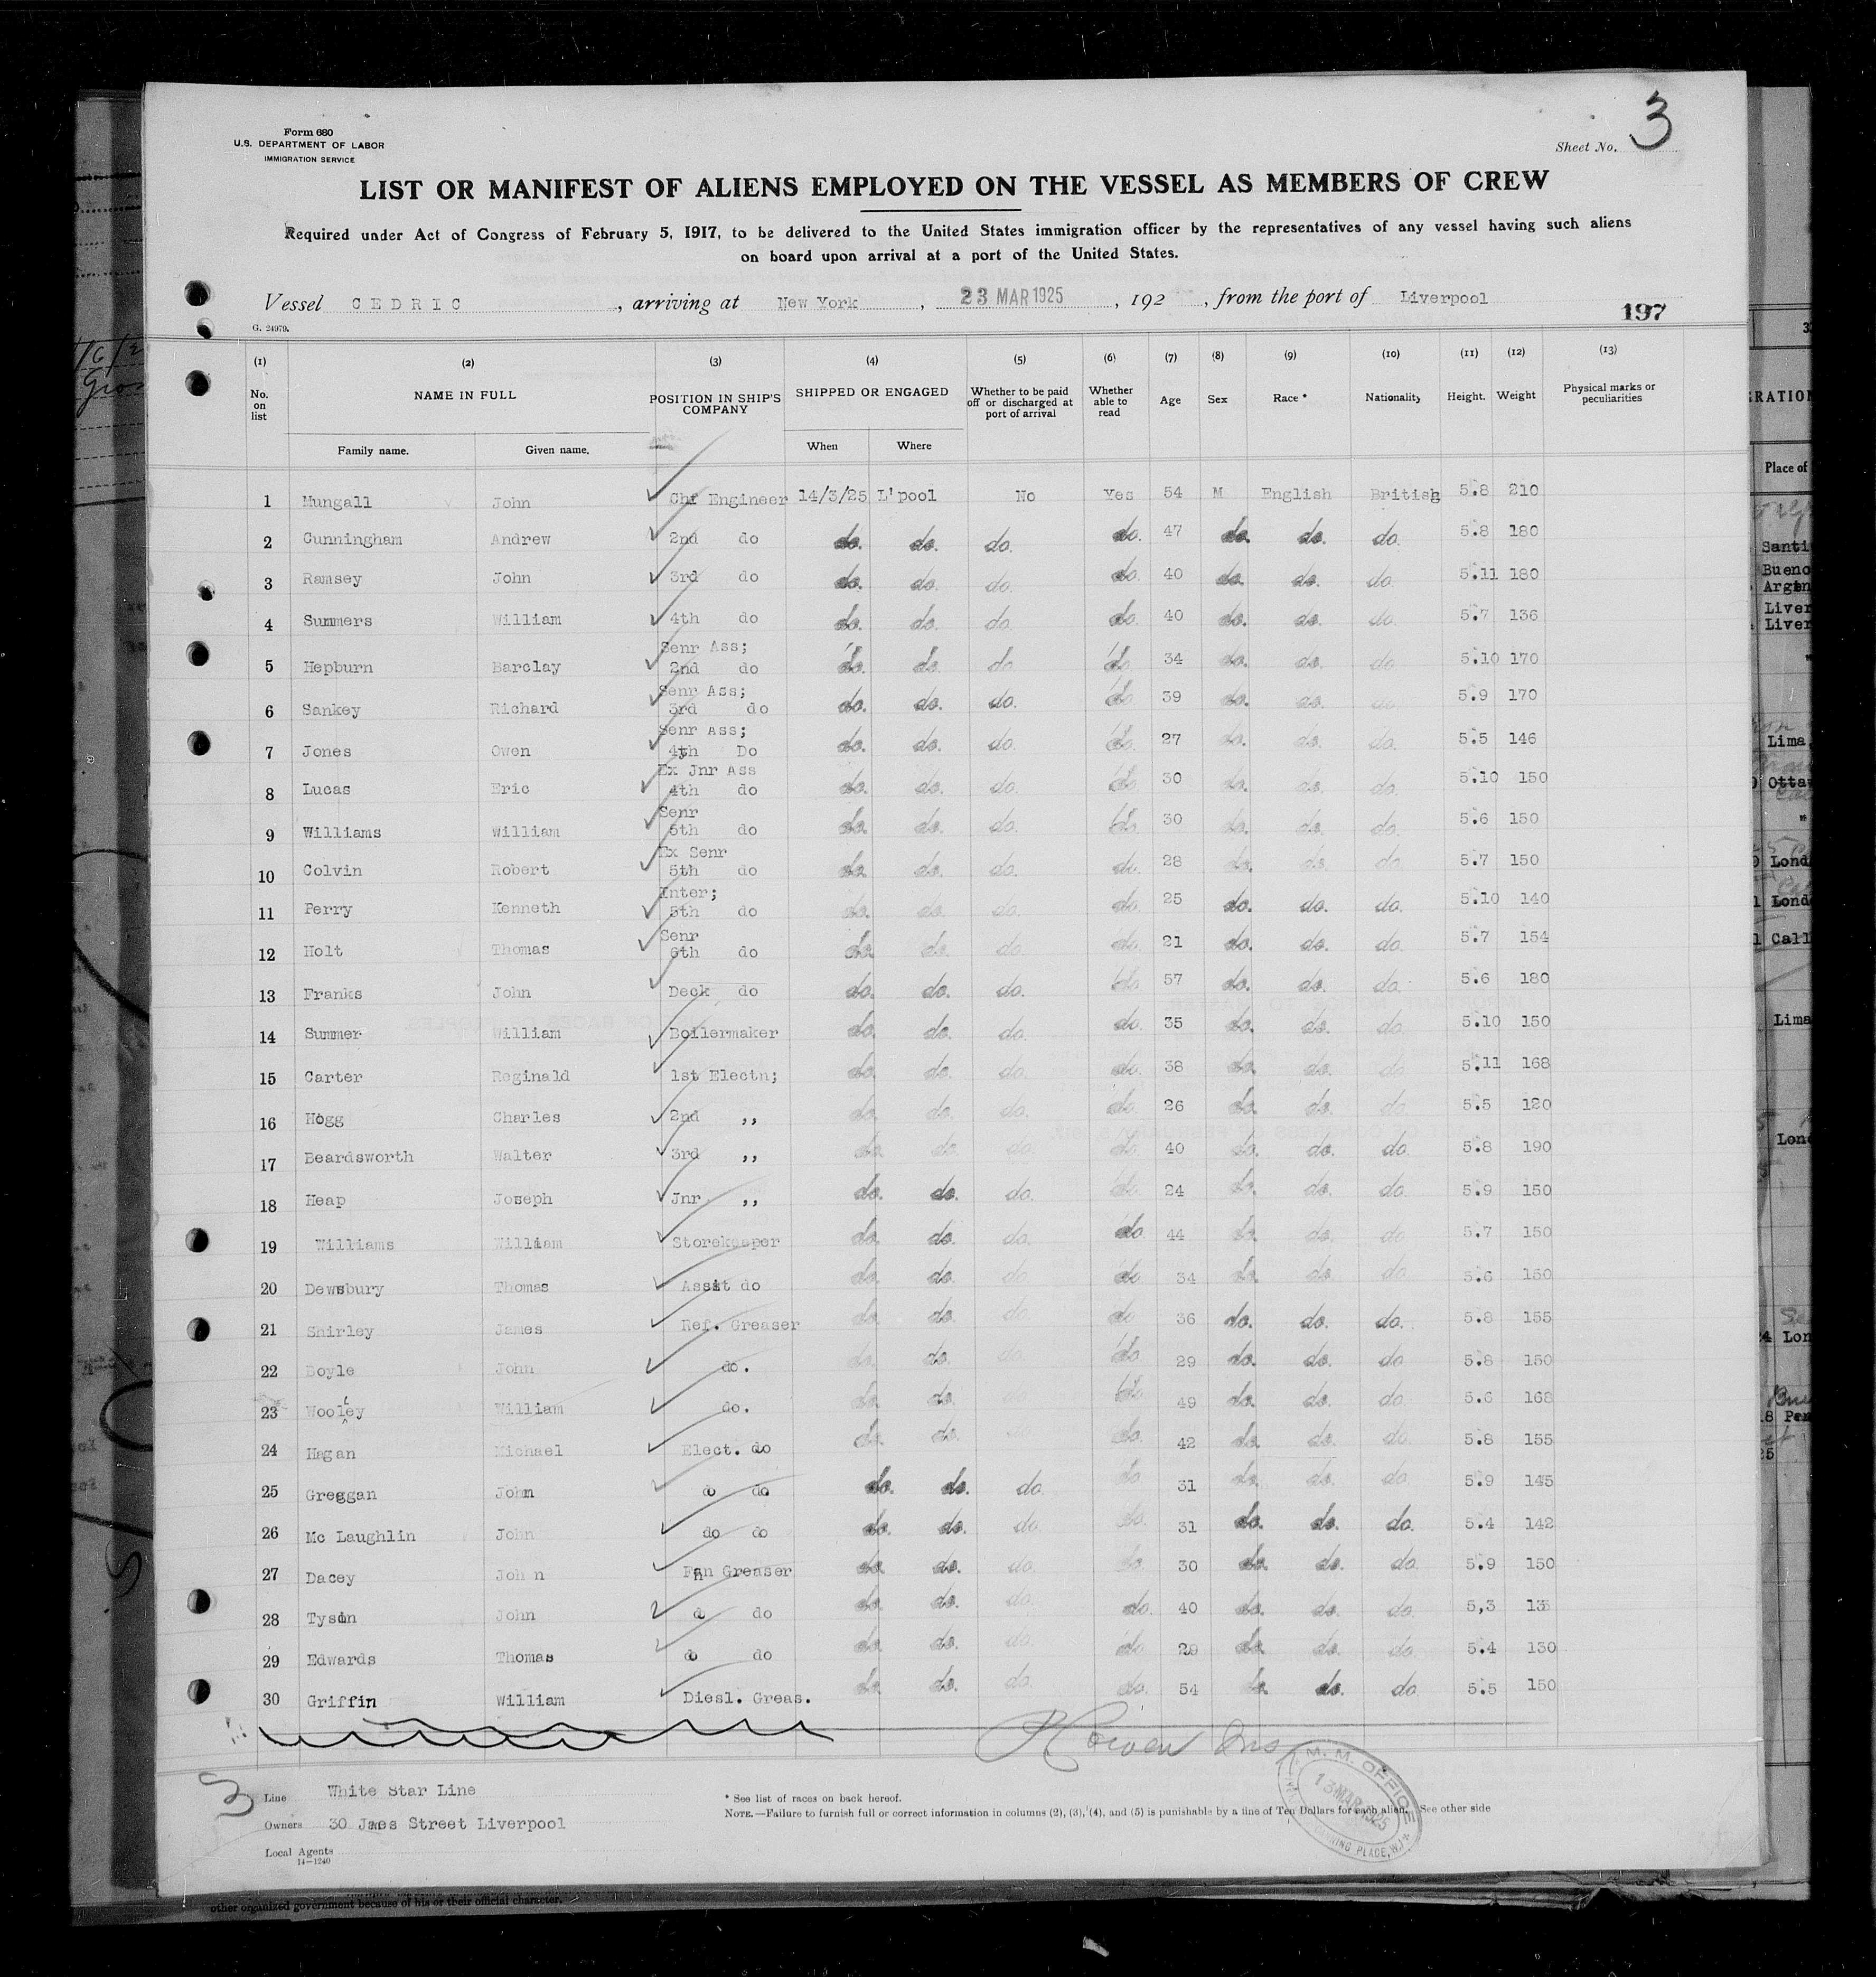 Form 680
U.S. DEPARTMENT OF LABOR
IMMIGRATION SERVICE
Sheet No. 3
LIST OR MANIFEST OF ALIENS EMPLOYED ON THE VESSEL AS MEMBERS OF CREW
Required under Act of Congress of February 5, 1917, to be delivered to the United States immigration officer by the representatives of any vessel having such aliens
on board upon arrival at a port of the United States.
Vessel CEDRIC, arriving at New York, 23 MAR 1925, 192 , from the port of Liverpool
G. 24979.
197
(1) (2) (3) (4) (5) (6) (7) (8) (9) (10) (11) (12) (13)
No. on list NAME IN FULL POSITION IN SHIP'S COMPANY SHIPPED OR ENGAGED Whether to be paid off or discharged at port of arrival Whether able to read Age Sex Race * Nationality Height. Weight Physical marks or peculiarities
Family name. Given name. When Where
1 Mungall John Chf Engineer 14/3/25 L'pool No Yes 54 M English British 5.8 210
2 Cunningham Andrew 2nd do do. do. do. do. 47 do. do. do. 5.8 180
3 Ramsey John 3rd do do. do. do. do. 40 do. do. do. 5.11 180
4 Summers William 4th do do. do. do. do. 40 do. do. do. 5.7 136
5 Hepburn Barclay Senr Ass; 2nd do do. do. do. do. 34 do. do. do 5.10 170
6 Sankey Richard Senr Ass; 3rd do do. do. do. do. 39 do. do. do 5.9 170
7 Jones Owen Senr Ass; 4th Do do. do. do. do. 27 do. do. do. 5.5 146
8 Lucas Eric Ex Jnr Ass 4th do do. do. do. do. 30 do. do. do. 5.10 150
9 Williams William Senr 5th do do. do. do. do. 30 do. do. do. 5.6 150
10 Colvin Robert Ex Senr 5th do do. do. do. do. 28 do. do. do 5.7 150
11 Perry Kenneth Inter; 5th do do. do. do. do. 25 do. do. do. 5.10 140
12 Holt Thomas Senr 6th do do. do. do. do. 21 do. do. do. 5.7 154
13 Franks John Deck do do. do. do. do. 57 do. do. do. 5.6 180
14 Summer William Boilermaker do. do. do. do. 35 do. do. do 5.10 150
15 Carter Reginald 1st Electn; do. do. do. do. 38 do. do. do 5.11 168
16 Hogg Charles 2nd ,, do. do. do. do. 26 do. do. do 5.5 120
17 Beardsworth Walter 3rd ,, do. do. do. do. 40 do. do. do. 5.8 190
18 Heap Joseph Jnr ,, do. do. do. do. 24 do. do. do. 5.9 150
19 Williams William Storekeeper do. do. do. do. 44 do. do. do 5.7 150
20 Dewsbury Thomas Assit do do. do. do do 34 do. do. do 5.6 150
21 Shirley James Ref. Greaser do. do. do do 36 do. do. do. 5.8 155
22 Doyle John do. do. do. do. do. 29 do. do. do 5.8 150
23 Wooley William do. do. do. do do. 49 do. do. do. 5.6 168
24 Hagan Michael Elect. do do. do. do do. 42 do. do. do 5.8 155
25 Greggan John do do do. do. do do. 31 do. do. do 5.9 145
26 Mc Laughlin John do do do. do. do do. 31 do. do. do. 5.4 142
27 Dacey John Fan Greaser do. do. do. do 30 do. do. do. 5.9 150
28 Tyson John do do do. do. do. do. 40 do. do. do. 5,3 135
29 Edwards Thomas do do do. do. do. do. 29 do. do. do 5.4 130
30 Griffin William Diesl. Greas. do. do. do. do. 54 do. do. do. 5.5 150
3
Line White Star Line
Owners 30 James Street Liverpool
Local Agents
14—1240
* See list of races on back hereof.
NOTE.—Failure to furnish full or correct information in columns (2), (3), (4), and (5) is punishable by a fine of Ten Dollars for each alien. See other side
M. M. OFFICE
13 MAR 1925
other organized government because of his or their official character.